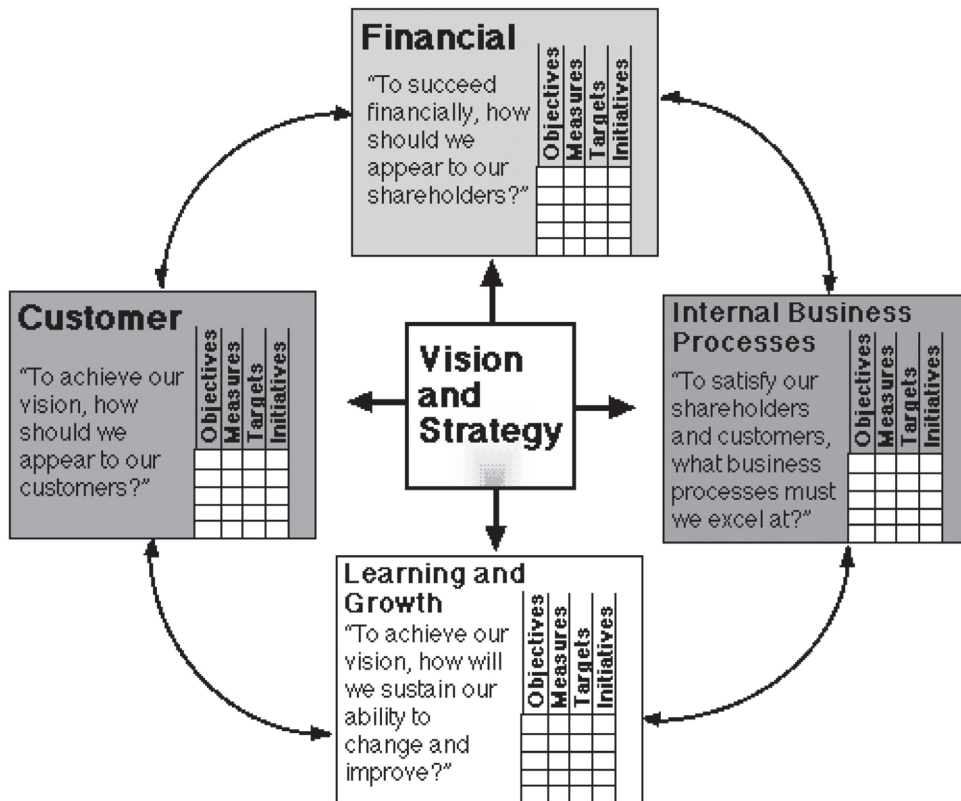 Financial
“To succeed
financially, how
should we
appear to our
shareholders?”
Objectives
Measures
Targets
Initiatives
Customer
“To achieve our
vision, how
should we
appear to our
customers?”
Objectives
Measures
Targets
Initiatives
Vision
and
Strategy
Internal Business
Processes
“To satisfy our
shareholders
and customers,
what business
processes must
we excel at?”
Objectives
Measures
Targets
Initiatives
Learning and
Growth
“To achieve our
vision, how will
we sustain our
ability to
change and
improve?”
Objectives
Measures
Targets
Initiatives